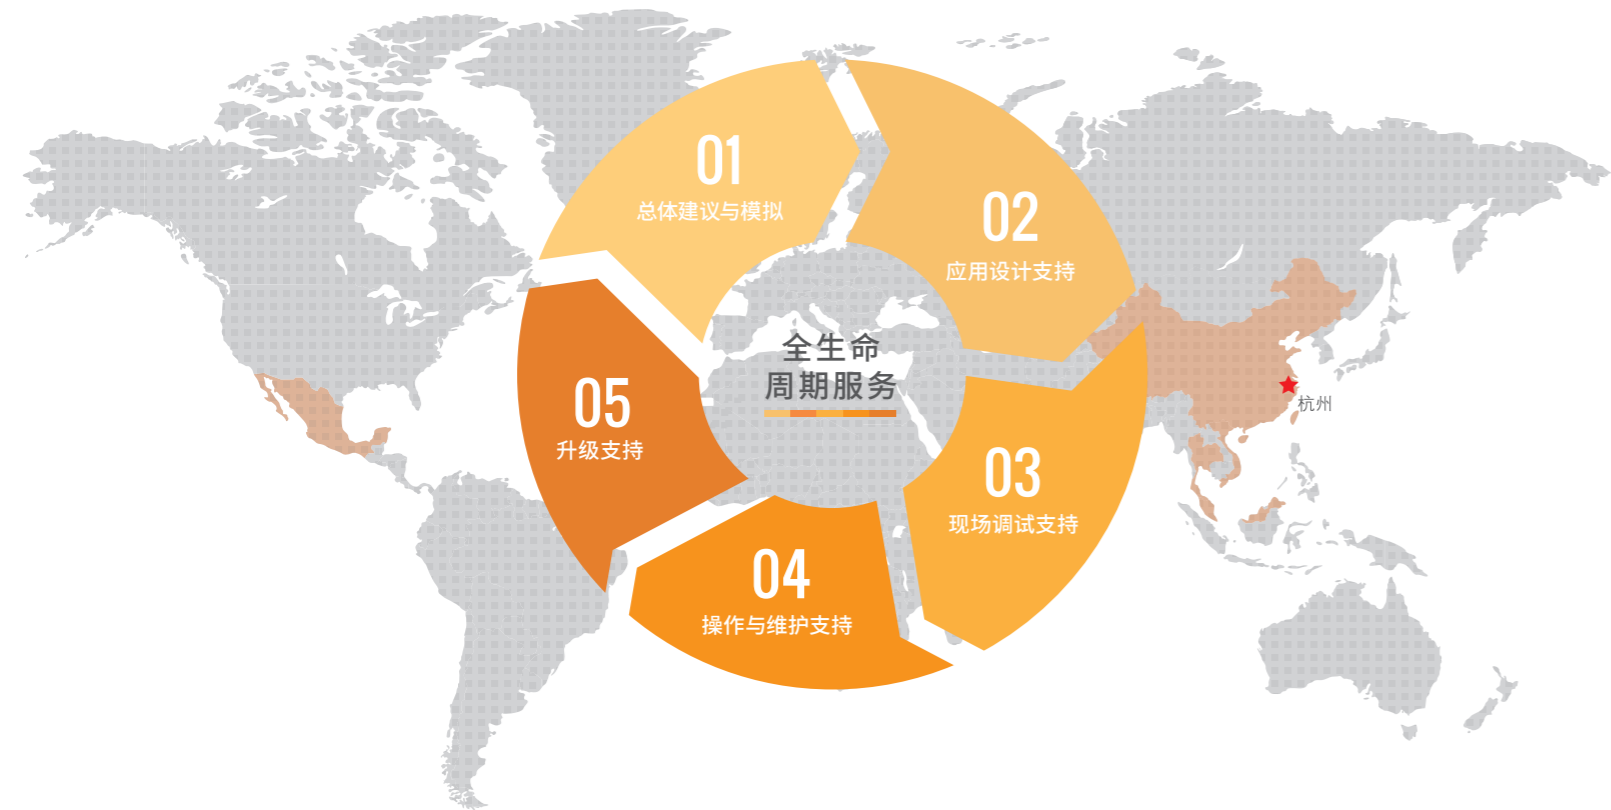 01
总体建议与模拟
02
应用设计支持
全生命
周期服务
05
升级支持
杭州
03
现场调试支持
04
操作与维护支持